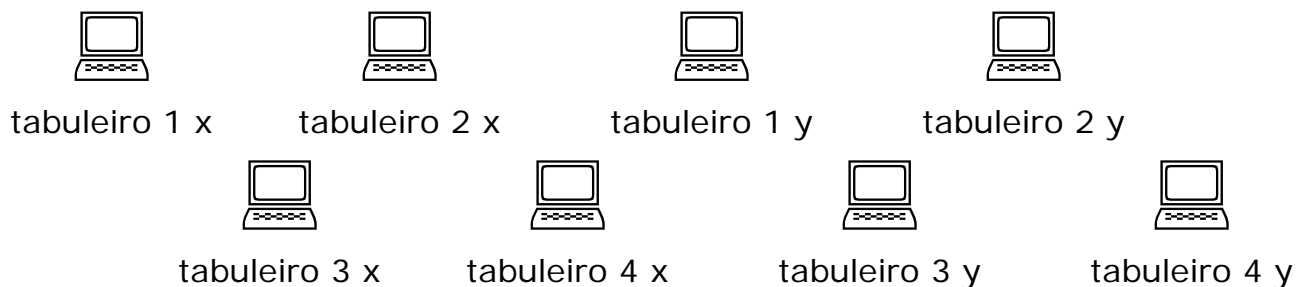 tabuleiro 1 x tabuleiro 2 x tabuleiro 1 y tabuleiro 2 y
tabuleiro 3 x tabuleiro 4 x tabuleiro 3 y tabuleiro 4 y